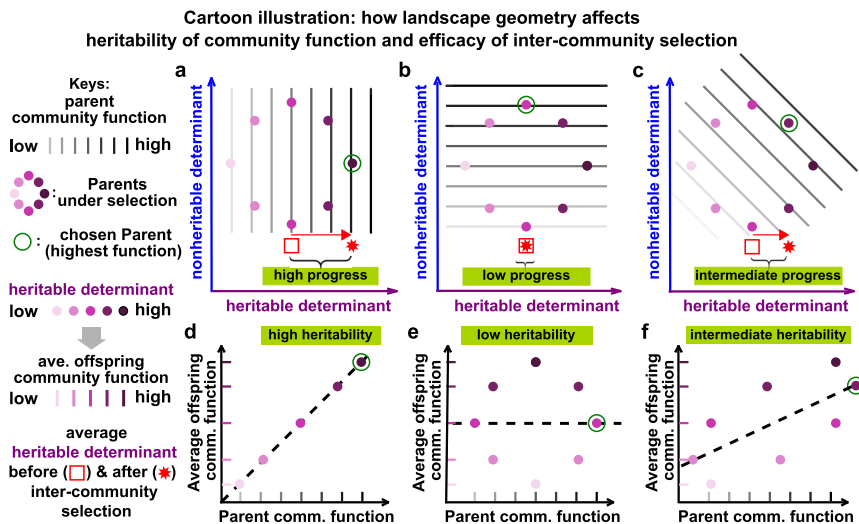 Cartoon illustration: how landscape geometry affects
heritability of community function and efficacy of inter-community selection
Keys:
parent
community function
low high
: Parents
under selection
: chosen Parent
(highest function)
heritable determinant
low high
ave. offspring
community function
low high
average
heritable determinant
before ( ) & after ( )
inter-community
selection
a
nonheritable determinant
high progress
heritable determinant
b
nonheritable determinant
low progress
heritable determinant
c
nonheritable determinant
intermediate progress
heritable determinant
d
high heritability
Average offspring
comm. function
Parent comm. function
e
low heritability
Average offspring
comm. function
Parent comm. function
f
intermediate heritability
Average offspring
comm. function
Parent comm. function